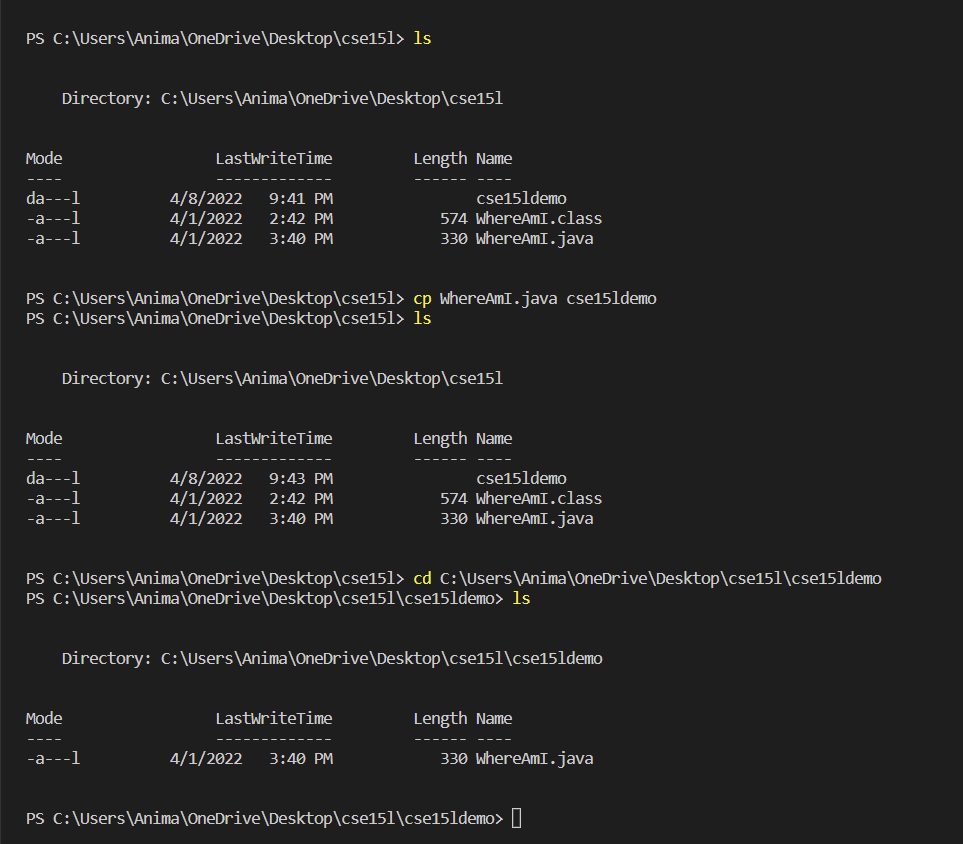 PS C:\Users\Anima\OneDrive\Desktop\cse15l> ls
    Directory: C:\Users\Anima\OneDrive\Desktop\cse15l
Mode                 LastWriteTime         Length Name
----                 -------------         ------ ----
da---l          4/8/2022   9:41 PM                cse15ldemo
-a---l          4/1/2022   2:42 PM            574 WhereAmI.class
-a---l          4/1/2022   3:40 PM            330 WhereAmI.java
PS C:\Users\Anima\OneDrive\Desktop\cse15l> cp WhereAmI.java cse15ldemo
PS C:\Users\Anima\OneDrive\Desktop\cse15l> ls
    Directory: C:\Users\Anima\OneDrive\Desktop\cse15l
Mode                 LastWriteTime         Length Name
----                 -------------         ------ ----
da---l          4/8/2022   9:43 PM                cse15ldemo
-a---l          4/1/2022   2:42 PM            574 WhereAmI.class
-a---l          4/1/2022   3:40 PM            330 WhereAmI.java
PS C:\Users\Anima\OneDrive\Desktop\cse15l> cd C:\Users\Anima\OneDrive\Desktop\cse15l\cse15ldemo
PS C:\Users\Anima\OneDrive\Desktop\cse15l\cse15ldemo> ls
    Directory: C:\Users\Anima\OneDrive\Desktop\cse15l\cse15ldemo
Mode                 LastWriteTime         Length Name
----                 -------------         ------ ----
-a---l          4/1/2022   3:40 PM            330 WhereAmI.java
PS C:\Users\Anima\OneDrive\Desktop\cse15l\cse15ldemo>